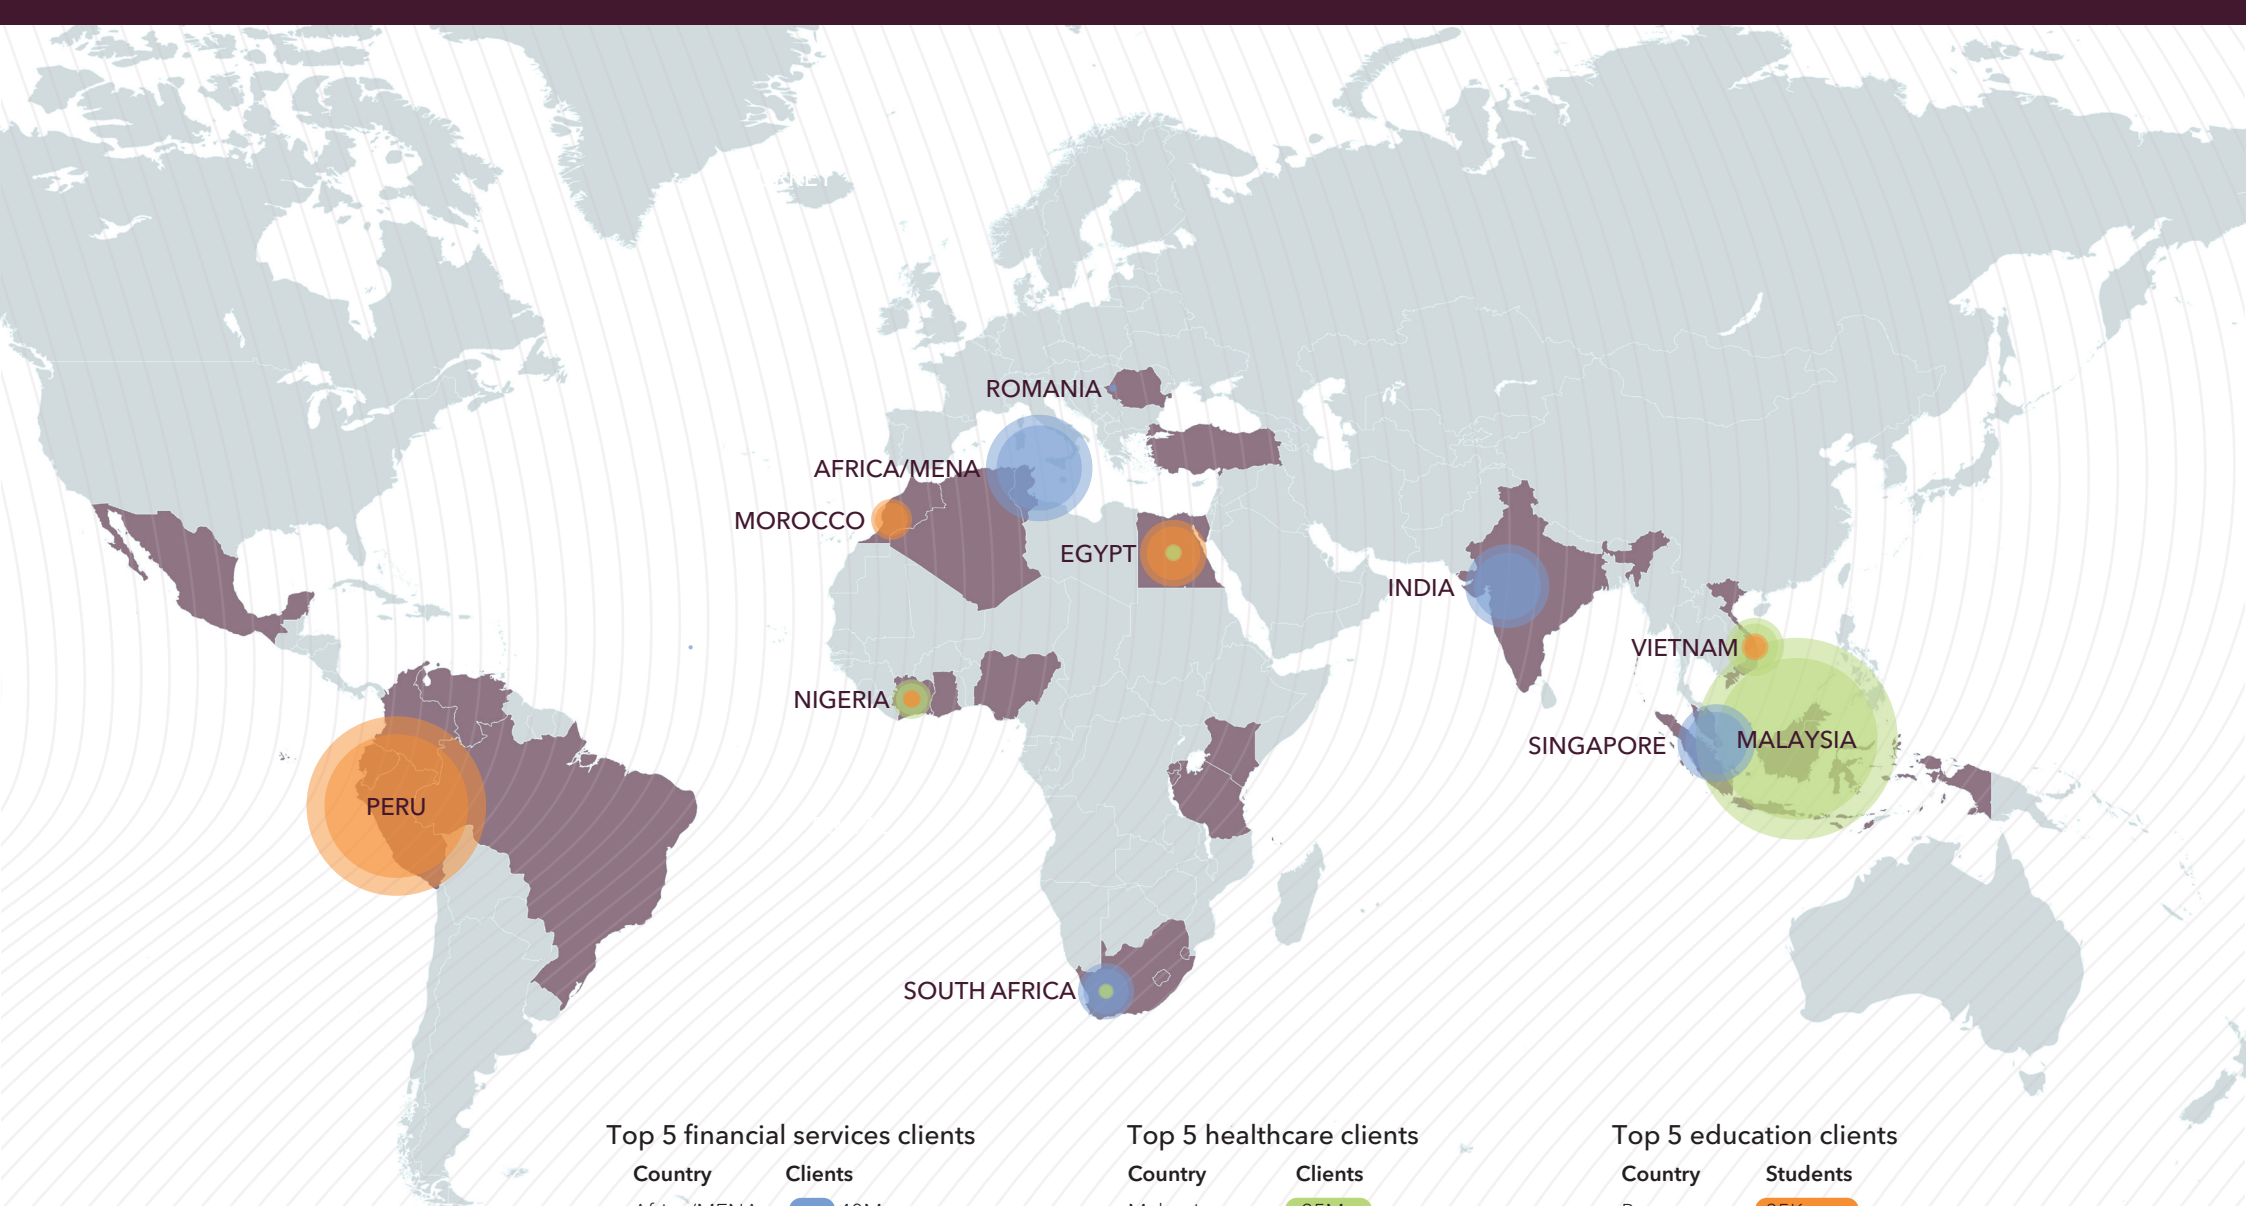 ROMANIA
AFRICA/MENA
MOROCCO
EGYPT
INDIA
VIETNAM
NIGERIA
SINGAPORE
MALAYSIA
PERU
SOUTH AFRICA
Top 5 financial services clients
Country Clients
Top 5 healthcare clients
Country Clients
Top 5 education clients
Country Students